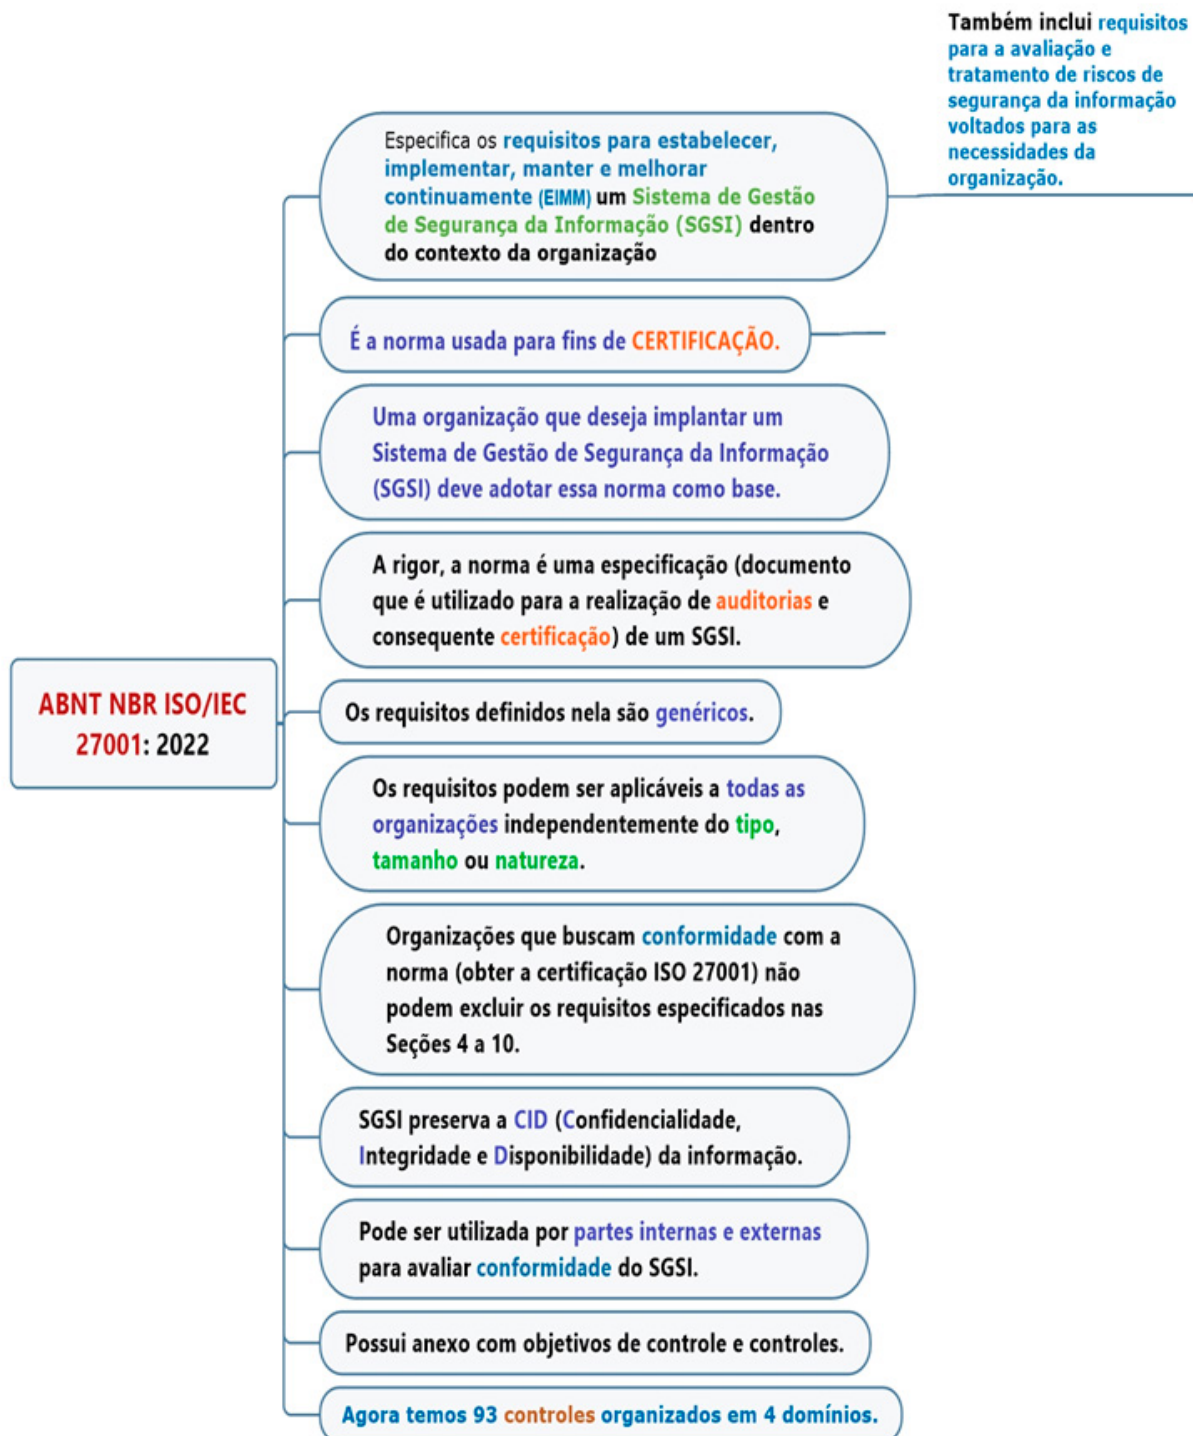 Também inclui requisitos
para a avaliação e
tratamento de riscos de
segurança da informação
voltados para as
necessidades da
organização.
Especifica os requisitos para estabelecer,
implementar, manter e melhorar
continuamente (EIMM) um Sistema de Gestão
de Segurança da Informação (SGSI) dentro
do contexto da organização
É a norma usada para fins de CERTIFICAÇÃO.
Uma organização que deseja implantar um
Sistema de Gestão de Segurança da Informação
(SGSI) deve adotar essa norma como base.
A rigor, a norma é uma especificação (documento
que é utilizado para a realização de auditorias e
consequente certificação) de um SGSI.
ABNT NBR ISO/IEC
27001: 2022
Os requisitos definidos nela são genéricos.
Os requisitos podem ser aplicáveis a todas as
organizações independentemente do tipo,
tamanho ou natureza.
Organizações que buscam conformidade com a
norma (obter a certificação ISO 27001) não
podem excluir os requisitos especificados nas
Seções 4 a 10.
SGSI preserva a CID (Confidencialidade,
Integridade e Disponibilidade) da informação.
Pode ser utilizada por partes internas e externas
para avaliar conformidade do SGSI.
Possui anexo com objetivos de controle e controles.
Agora temos 93 controles organizados em 4 domínios.